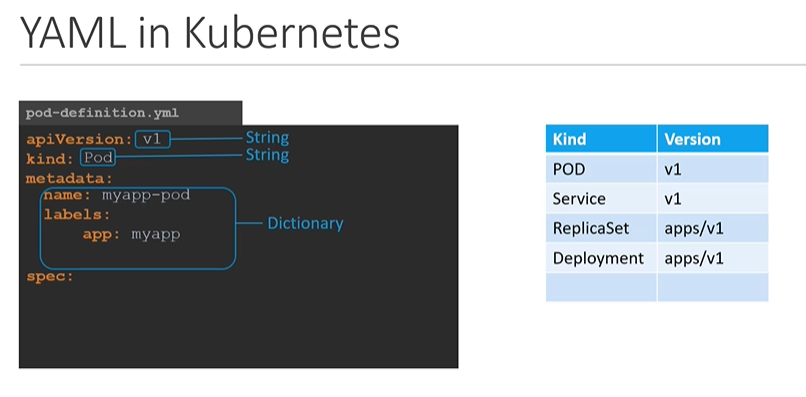 YAML in Kubernetes
pod-definition.yml
apiVersion: v1 String
kind: Pod String
metadata:
name: myapp-pod
labels:
Dictionary
app: myapp
spec:
Kind Version
POD v1
Service v1
ReplicaSet apps/v1
Deployment apps/v1